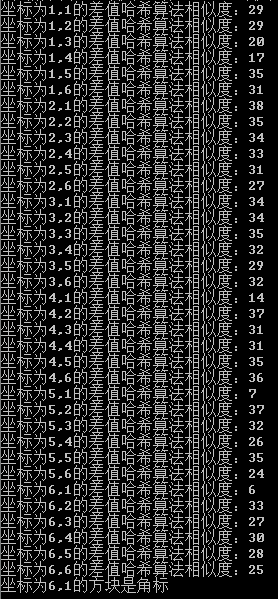 坐标为1,1的差值哈希算法相似度：29
坐标为1,2的差值哈希算法相似度：29
坐标为1,3的差值哈希算法相似度：20
坐标为1,4的差值哈希算法相似度：17
坐标为1,5的差值哈希算法相似度：35
坐标为1,6的差值哈希算法相似度：31
坐标为2,1的差值哈希算法相似度：38
坐标为2,2的差值哈希算法相似度：35
坐标为2,3的差值哈希算法相似度：34
坐标为2,4的差值哈希算法相似度：33
坐标为2,5的差值哈希算法相似度：31
坐标为2,6的差值哈希算法相似度：27
坐标为3,1的差值哈希算法相似度：34
坐标为3,2的差值哈希算法相似度：34
坐标为3,3的差值哈希算法相似度：35
坐标为3,4的差值哈希算法相似度：32
坐标为3,5的差值哈希算法相似度：29
坐标为3,6的差值哈希算法相似度：32
坐标为4,1的差值哈希算法相似度：14
坐标为4,2的差值哈希算法相似度：37
坐标为4,3的差值哈希算法相似度：31
坐标为4,4的差值哈希算法相似度：31
坐标为4,5的差值哈希算法相似度：35
坐标为4,6的差值哈希算法相似度：36
坐标为5,1的差值哈希算法相似度：7
坐标为5,2的差值哈希算法相似度：37
坐标为5,3的差值哈希算法相似度：32
坐标为5,4的差值哈希算法相似度：26
坐标为5,5的差值哈希算法相似度：35
坐标为5,6的差值哈希算法相似度：24
坐标为6,1的差值哈希算法相似度：6
坐标为6,2的差值哈希算法相似度：33
坐标为6,3的差值哈希算法相似度：27
坐标为6,4的差值哈希算法相似度：30
坐标为6,5的差值哈希算法相似度：28
坐标为6,6的差值哈希算法相似度：25
坐标为6,1的方块是角标